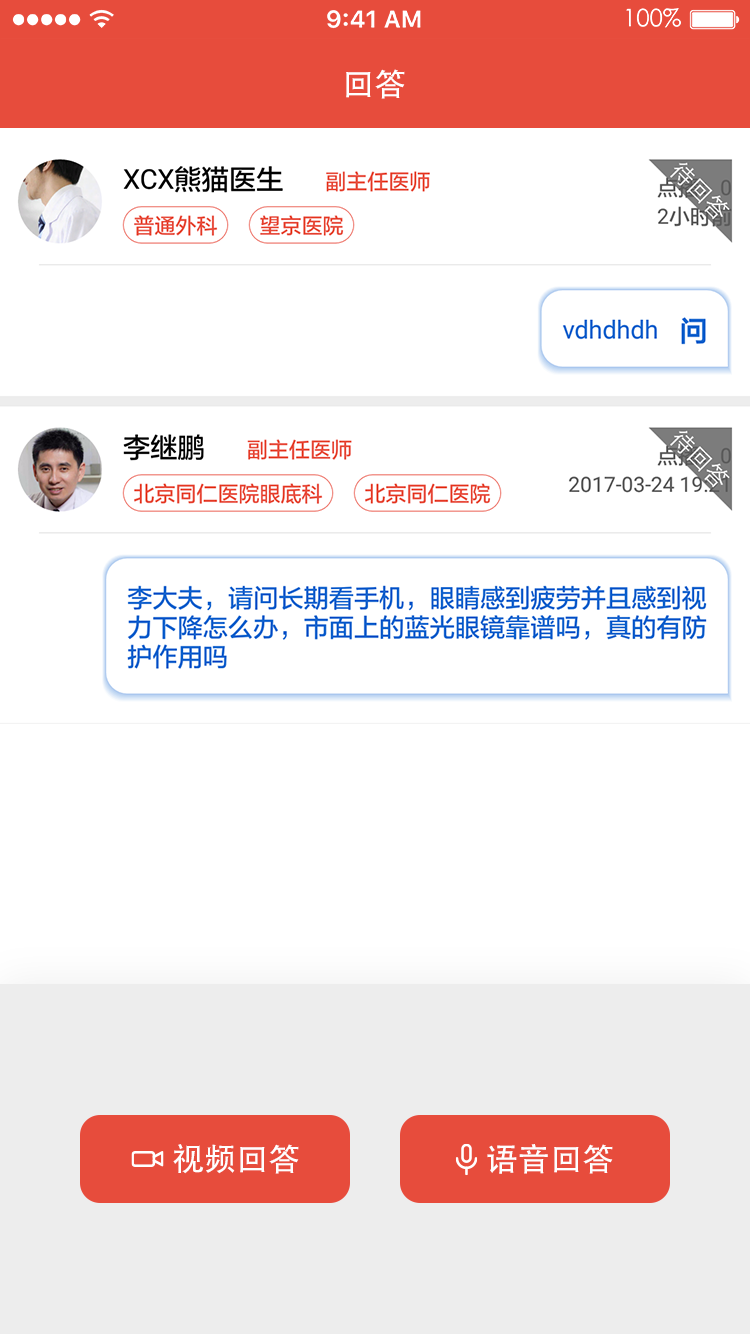 9:41 AM 100%
回答
XCX熊猫医生 副主任医师
待回答
点 0
普通外科 望京医院 2小时前
vdhdhdh 问
李继鹏 副主任医师
待回答
点 0
北京同仁医院眼底科 北京同仁医院 2017-03-24 19:21
李大夫，请问长期看手机，眼睛感到疲劳并且感到视
力下降怎么办，市面上的蓝光眼镜靠谱吗，真的有防
护作用吗
视频回答 语音回答